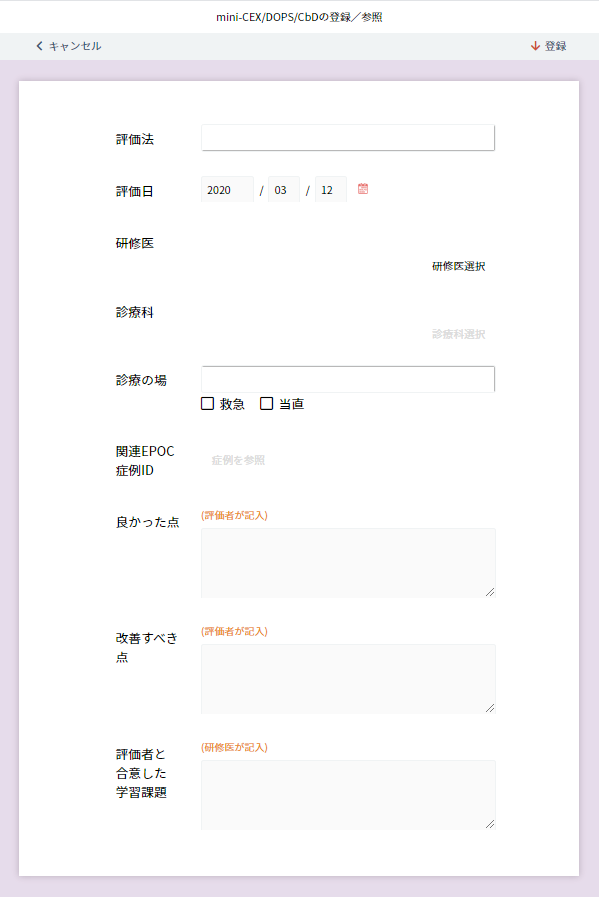 mini-CEX/DOPS/CbDの登録／参照
キャンセル 登録
評価法
評価日 2020 / 03 / 12
研修医
研修医選択
診療科
診療科選択
診療の場
救急 当直
関連EPOC
症例ID
症例を参照
良かった点 (評価者が記入)
改善すべき
点
(評価者が記入)
評価者と
合意した
学習課題
(研修医が記入)